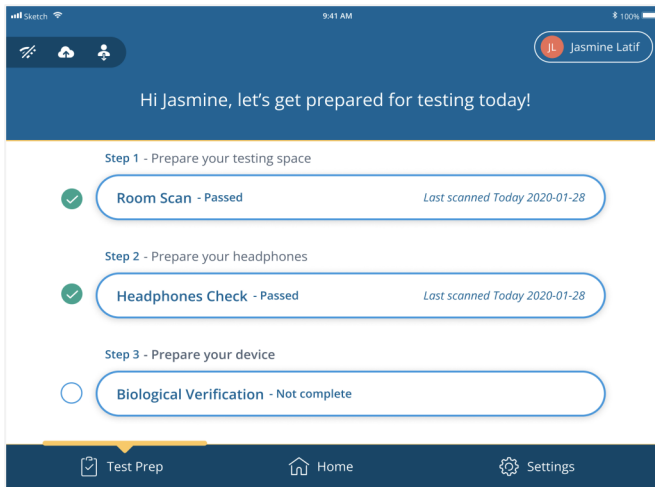 Sketch 9:41 AM 100%
JL Jasmine Latif
Hi Jasmine, let's get prepared for testing today!
Step 1 - Prepare your testing space
Room Scan - Passed Last scanned Today 2020-01-28
Step 2 - Prepare your headphones
Headphones Check - Passed Last scanned Today 2020-01-28
Step 3 - Prepare your device
Biological Verification - Not complete
Test Prep Home Settings